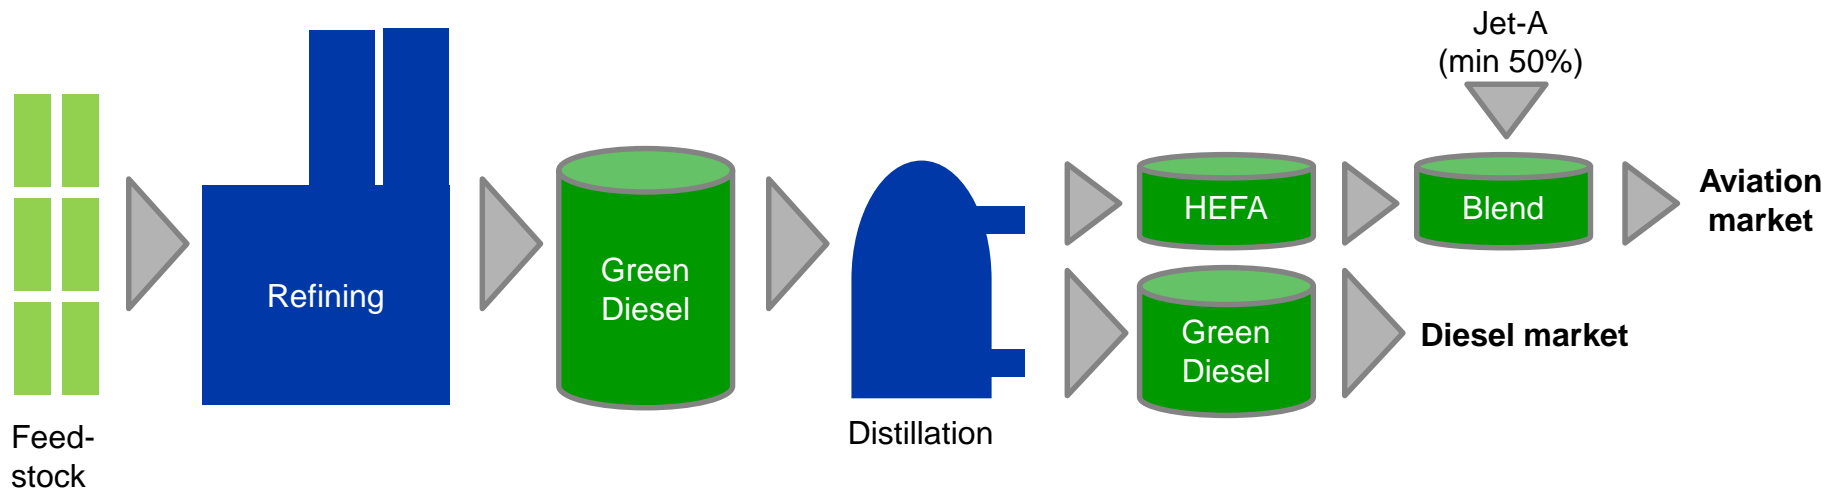 Feed-
stock
Refining
Green
Diesel
Distillation
HEFA
Green
Diesel
Jet-A
(min 50%)
Blend
Aviation
market
Diesel market